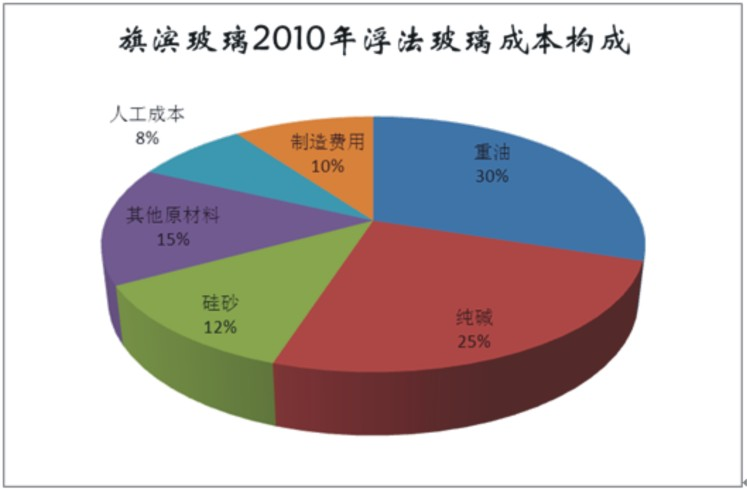 旗滨玻璃2010年浮法玻璃成本构成
人工成本
8%
制造费用
10%
重油
30%
其他原材料
15%
硅砂
12%
纯碱
25%